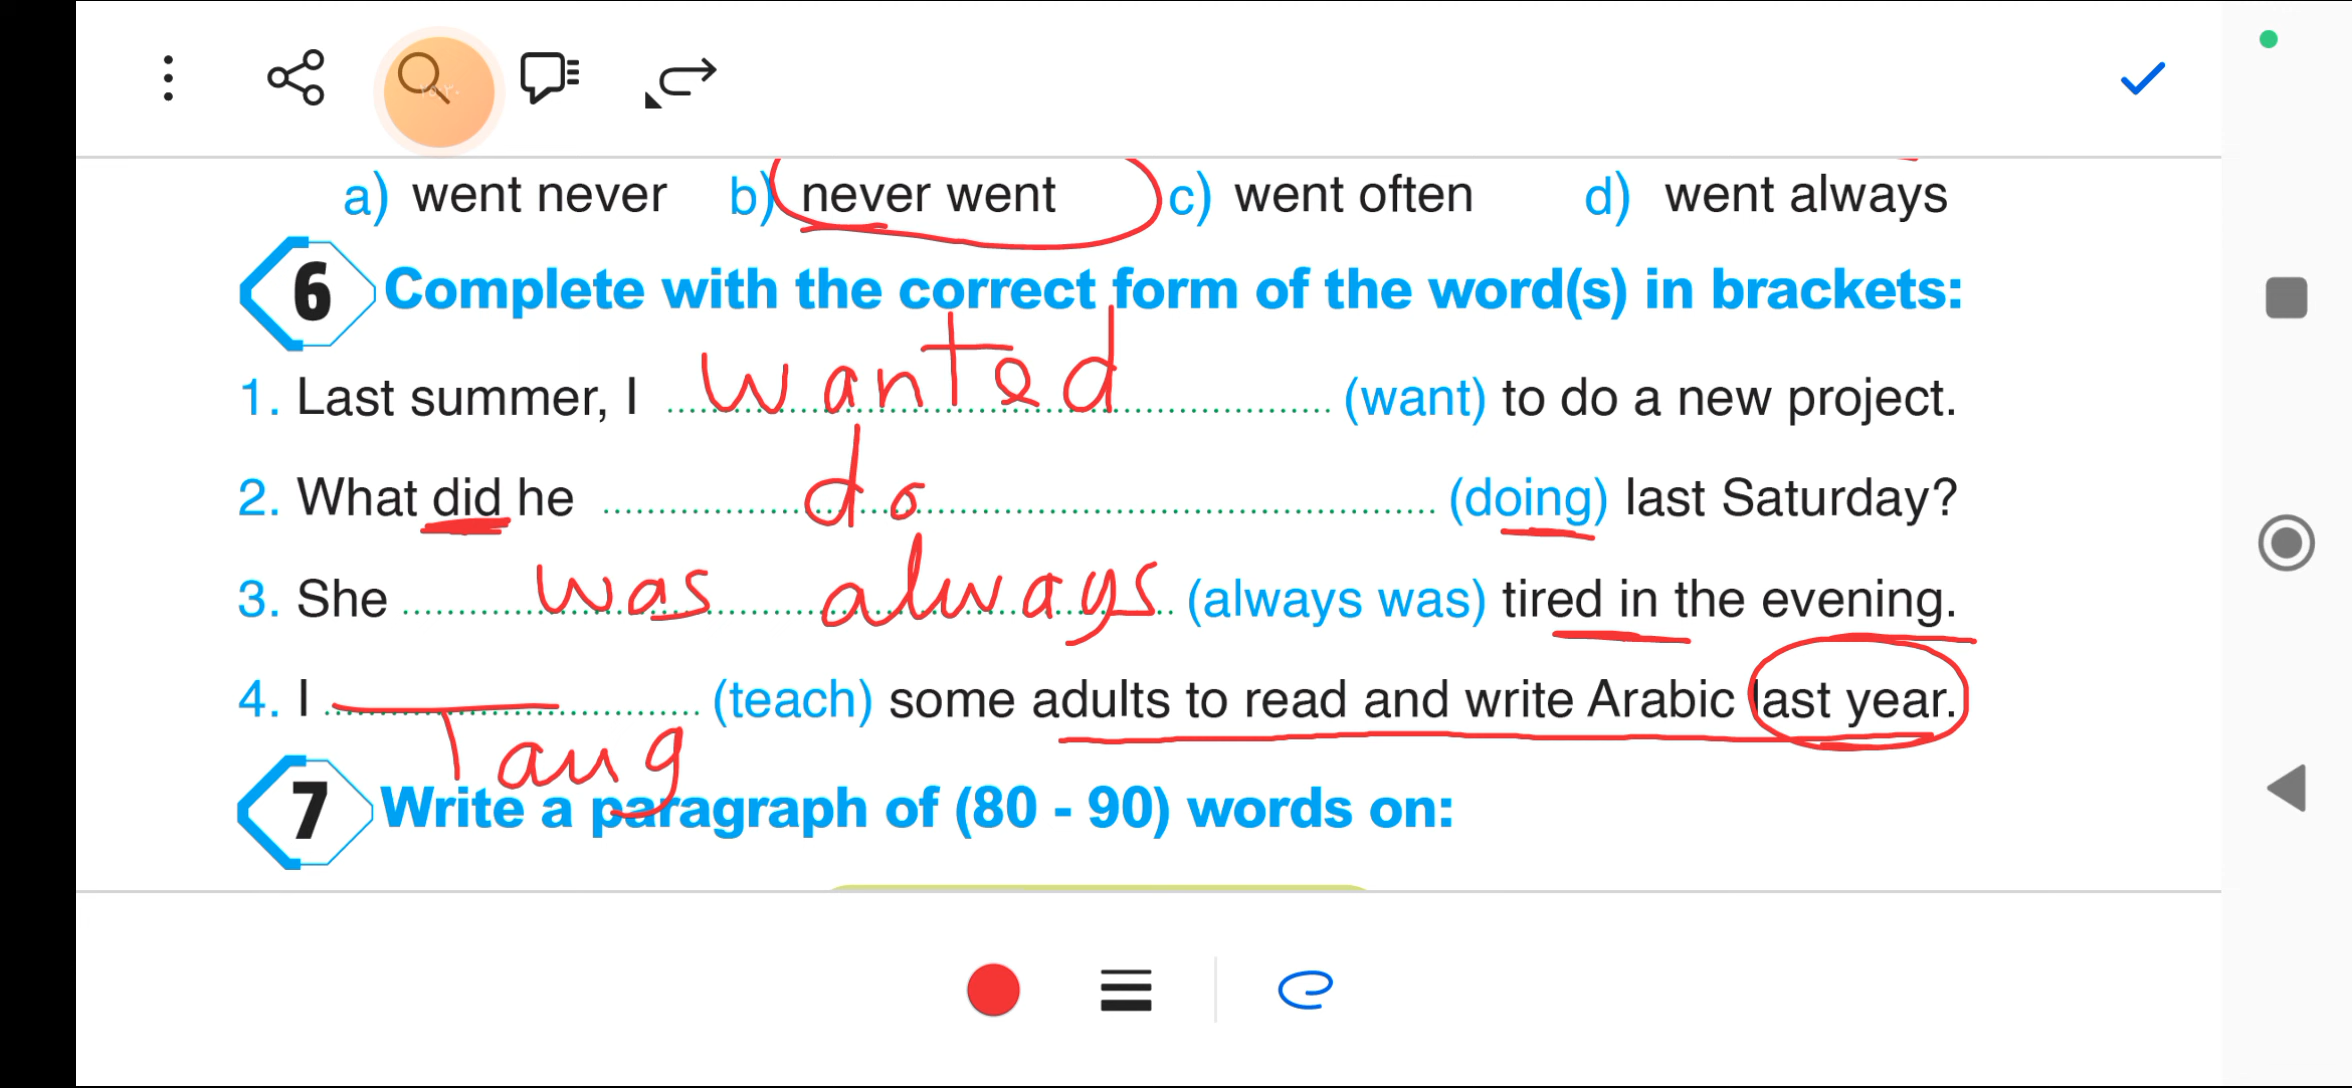 a) went never b) never went c) went often d) went always
6 Complete with the correct form of the word(s) in brackets:
1. Last summer, I wanted (want) to do a new project.
2. What did he do (doing) last Saturday?
3. She was always (always was) tired in the evening.
4. I Taug (teach) some adults to read and write Arabic last year.
7 Write a paragraph of (80 - 90) words on: